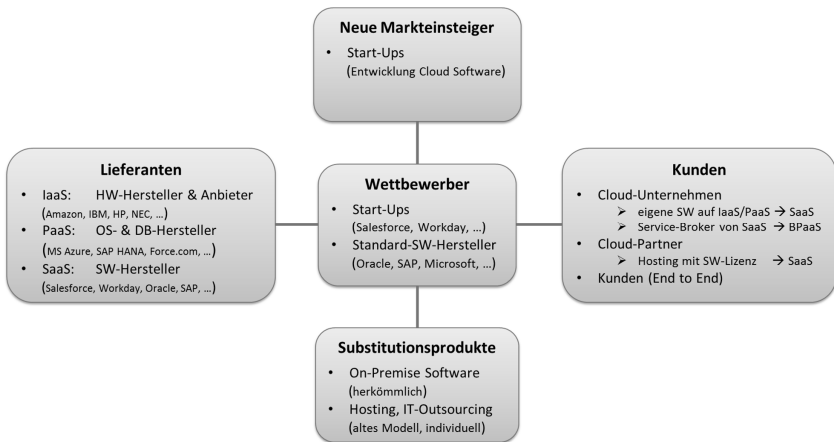 Neue Markteinsteiger
• Start-Ups
(Entwicklung Cloud Software)
Lieferanten
• IaaS: HW-Hersteller & Anbieter
(Amazon, IBM, HP, NEC, ...)
• PaaS: OS- & DB-Hersteller
(MS Azure, SAP HANA, Force.com, ...)
• SaaS: SW-Hersteller
(Salesforce, Workday, Oracle, SAP, ...)
Wettbewerber
• Start-Ups
(Salesforce, Workday, ...)
• Standard-SW-Hersteller
(Oracle, SAP, Microsoft, ...)
Kunden
• Cloud-Unternehmen
➢ eigene SW auf IaaS/PaaS → SaaS
➢ Service-Broker von SaaS → BPaaS
• Cloud-Partner
➢ Hosting mit SW-Lizenz → SaaS
• Kunden (End to End)
Substitutionsprodukte
• On-Premise Software
(herkömmlich)
• Hosting, IT-Outsourcing
(altes Modell, individuell)